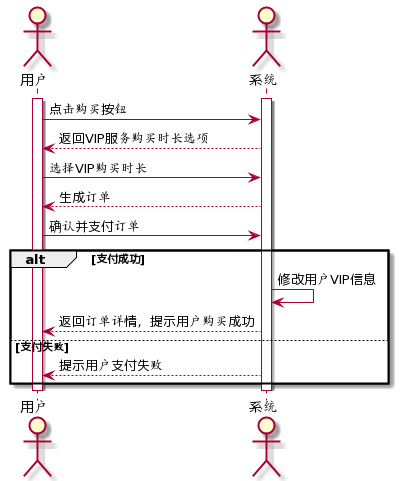 用户
系统
点击购买按钮
返回VIP服务购买时长选项
选择VIP购买时长
生成订单
确认并支付订单
alt
[支付成功]
修改用户VIP信息
返回订单详情，提示用户购买成功
[支付失败]
提示用户支付失败
用户
系统